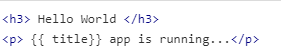 <h3> Hello World </h3>
<p> {{ title}} app is running...</p>